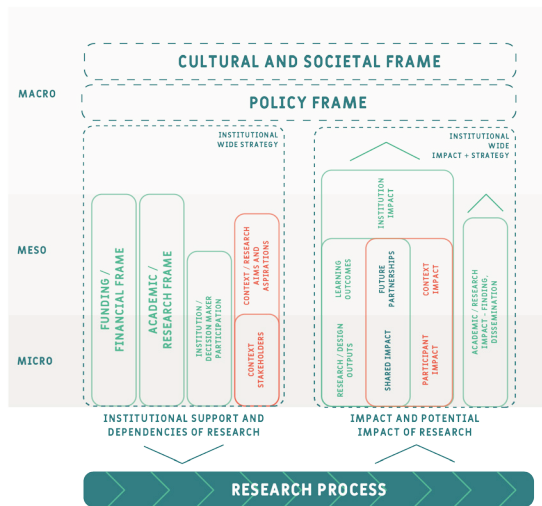 CULTURAL AND SOCIETAL FRAME
MACRO
POLICY FRAME
INSTITUTIONAL
WIDE STRATEGY
INSTITUTIONAL
WIDE
IMPACT + STRATEGY
MESO
MICRO
FUNDING /
FINANCIAL FRAME
ACADEMIC /
RESEARCH FRAME
INSTITUTION /
DECISION MAKER
PARTICIPATION
CONTEXT / RESEARCH
AIMS AND
ASPIRATIONS
CONTEXT
STAKEHOLDERS
INSTITUTION
IMPACT
LEARNING
OUTCOMES
FUTURE
PARTNERSHIPS
CONTEXT
IMPACT
RESEARCH / DESIGN
OUTPUTS
SHARED IMPACT
PARTICIPANT
IMPACT
ACADEMIC / RESEARCH
IMPACT - FINDING,
DISSEMINATION
INSTITUTIONAL SUPPORT AND
DEPENDENCIES OF RESEARCH
IMPACT AND POTENTIAL
IMPACT OF RESEARCH
RESEARCH PROCESS